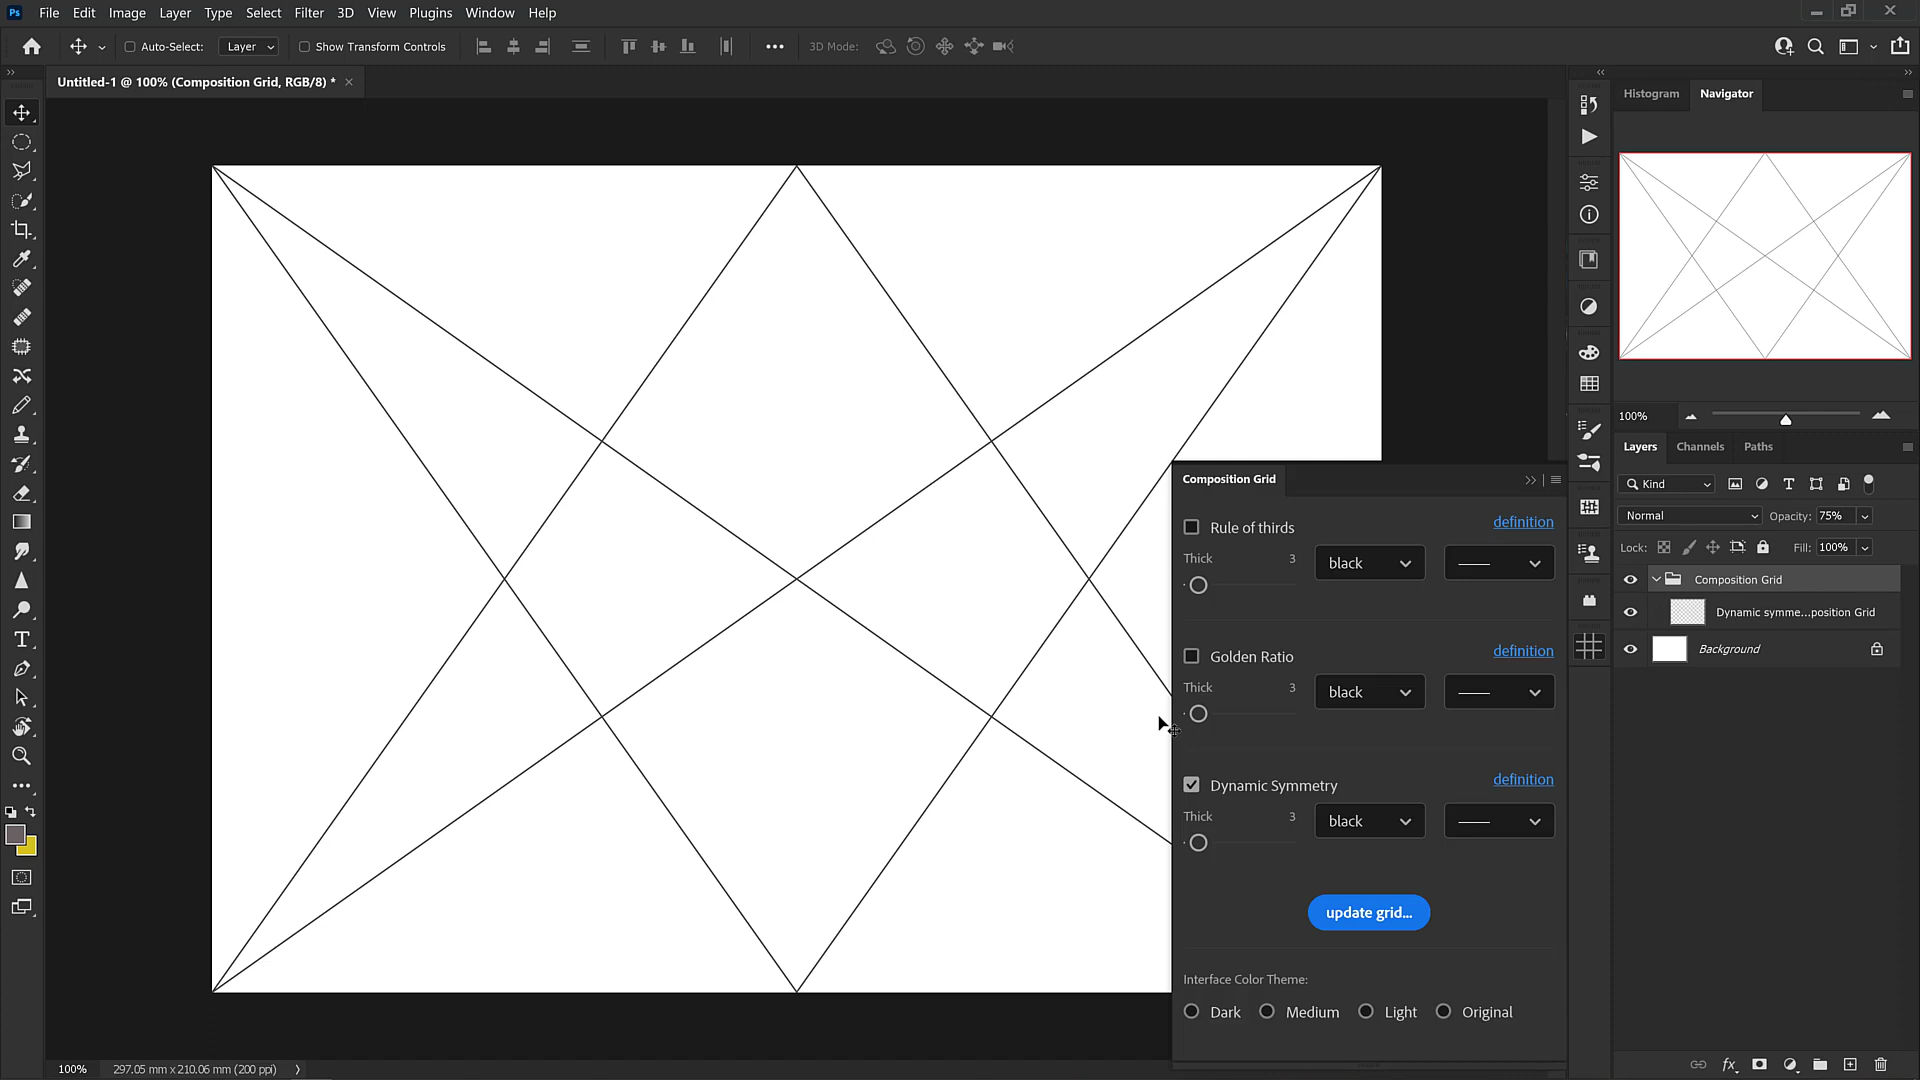 Ps File Edit Image Layer Type Select Filter 3D View Plugins Window Help
Auto-Select: Layer Show Transform Controls 3D Mode:
Untitled-1 @ 100% (Composition Grid, RGB/8) *
Histogram Navigator
100%
Layers Channels Paths
Kind
Normal Opacity: 75%
Lock: Fill: 100%
Composition Grid
Dynamic symme...position Grid
Background
Composition Grid
Rule of thirds definition
Thick 3 black
Golden Ratio definition
Thick 3 black
Dynamic Symmetry definition
Thick 3 black
update grid...
Interface Color Theme:
Dark Medium Light Original
100% 297.05 mm x 210.06 mm (200 ppi)